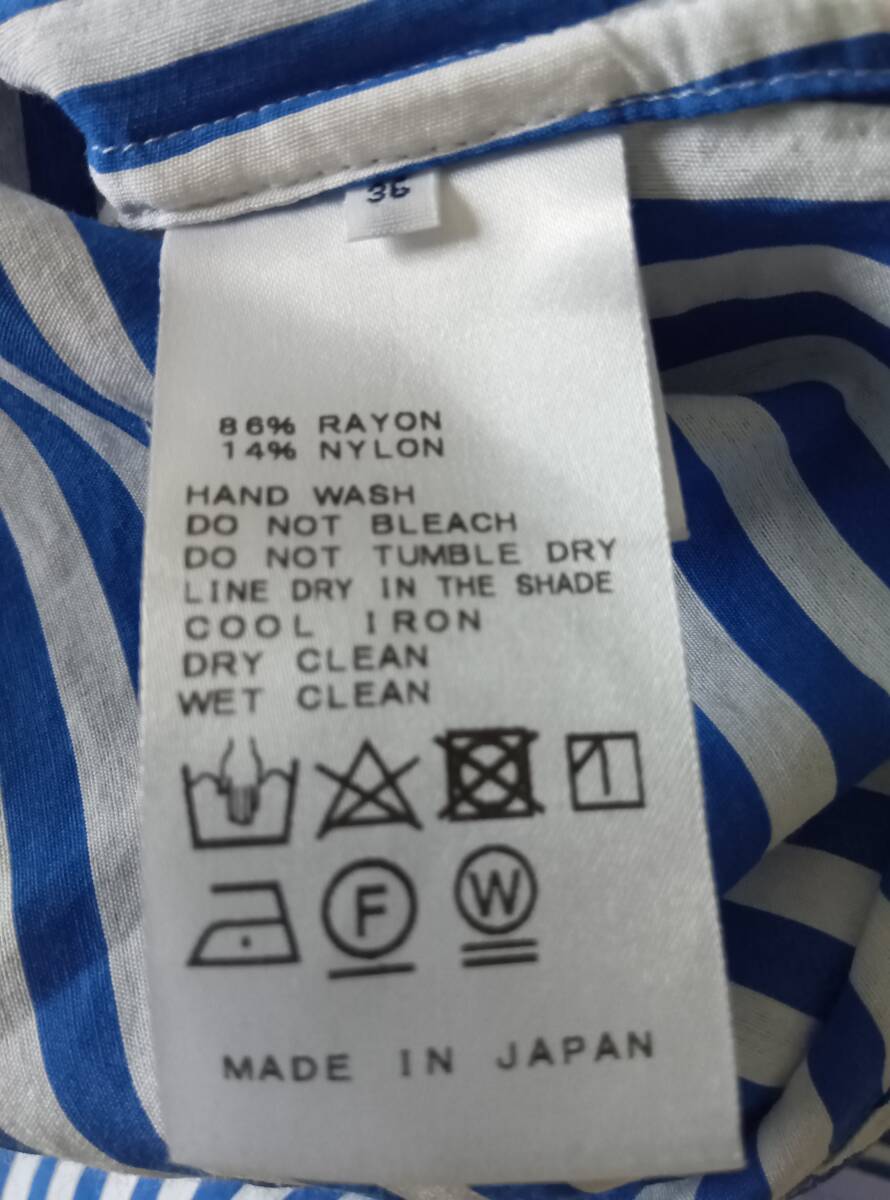 36
86% RAYON
14% NYLON
HAND WASH
DO NOT BLEACH
DO NOT TUMBLE DRY
LINE DRY IN THE SHADE
COOL IRON
DRY CLEAN
WET CLEAN
F
W
MADE IN JAPAN